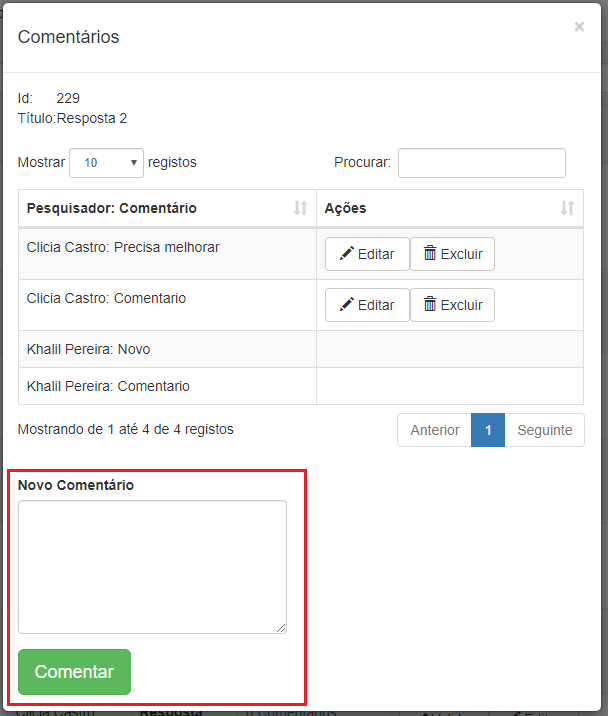 Comentários ×
Id: 229
Título:Resposta 2
Mostrar 10 registos Procurar:
Pesquisador: Comentário Ações
Clicia Castro: Precisa melhorar Editar Excluir
Clicia Castro: Comentario Editar Excluir
Khalil Pereira: Novo
Khalil Pereira: Comentario
Mostrando de 1 até 4 de 4 registos Anterior 1 Seguinte
Novo Comentário
Comentar